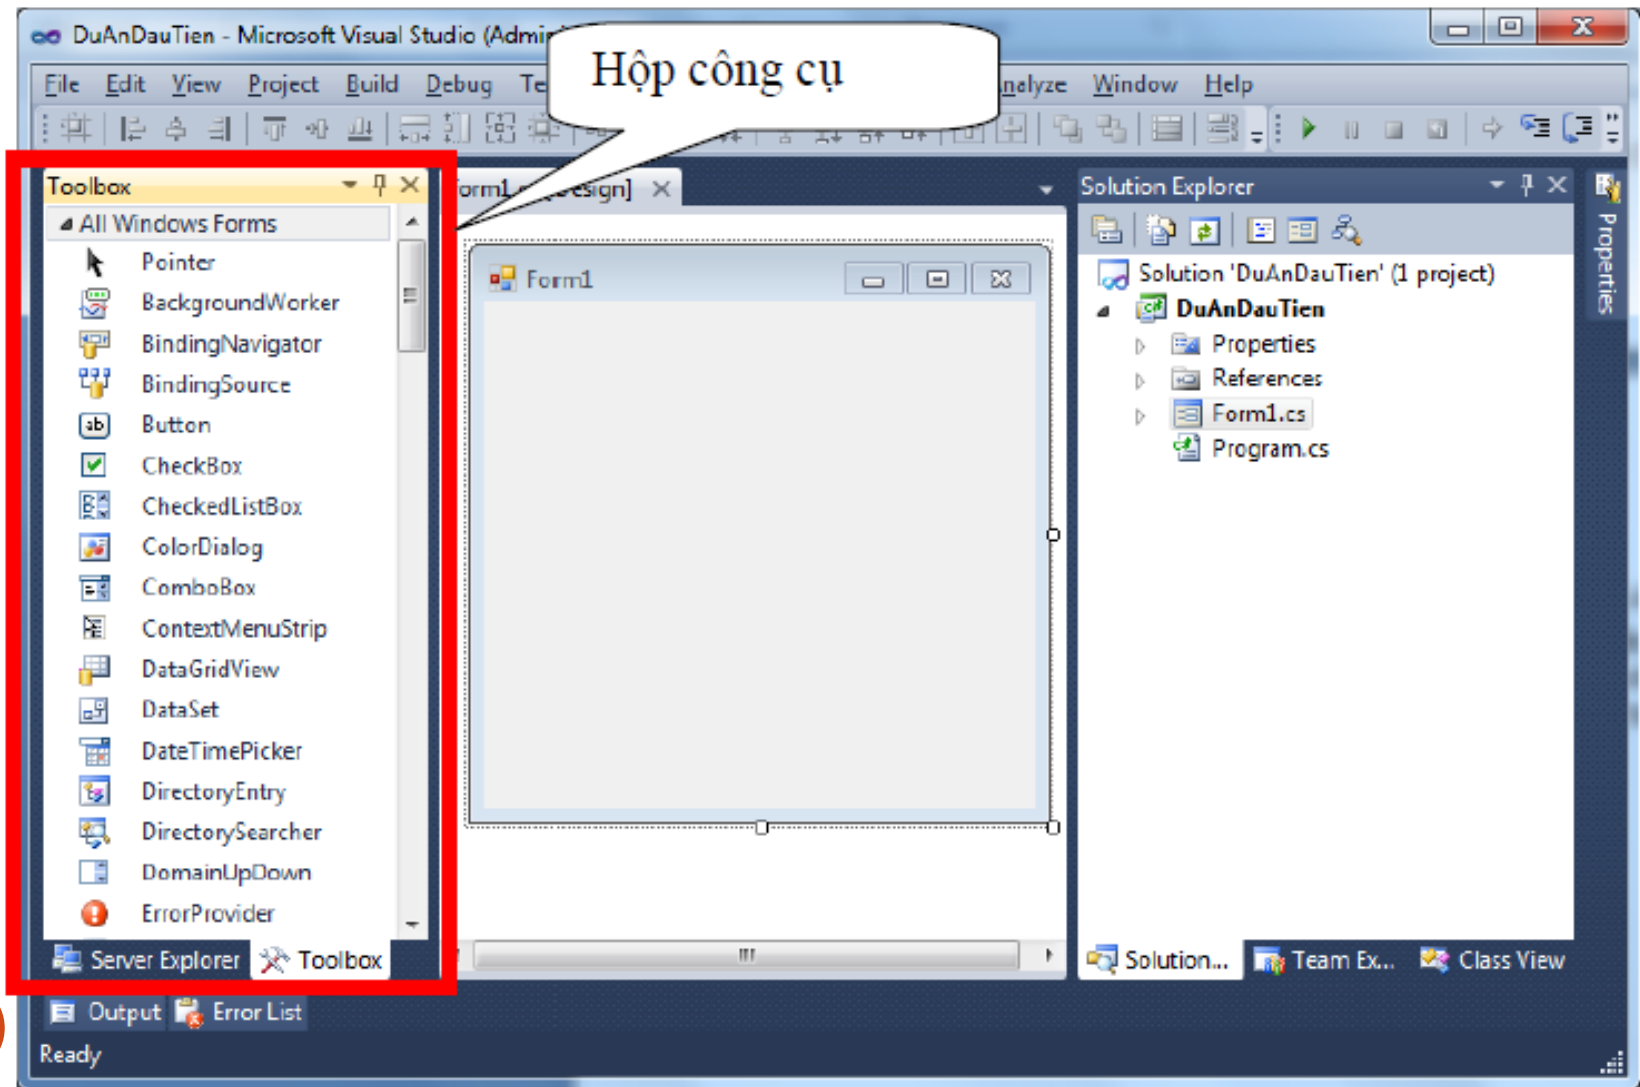 DuAnDauTien - Microsoft Visual Studio (Admi
Hộp công cụ
File Edit View Project Build Debug Te nalyze Window Help
Toolbox
orm1. esign]
Solution Explorer
Properties
All Windows Forms
Pointer
BackgroundWorker
BindingNavigator
BindingSource
Button
CheckBox
CheckedListBox
ColorDialog
ComboBox
ContextMenuStrip
DataGridView
DataSet
DateTimePicker
DirectoryEntry
DirectorySearcher
DomainUpDown
ErrorProvider
Server Explorer Toolbox
Form1
Solution 'DuAnDauTien' (1 project)
DuAnDauTien
Properties
References
Form1.cs
Program.cs
Solution... Team Ex... Class View
Output Error List
Ready